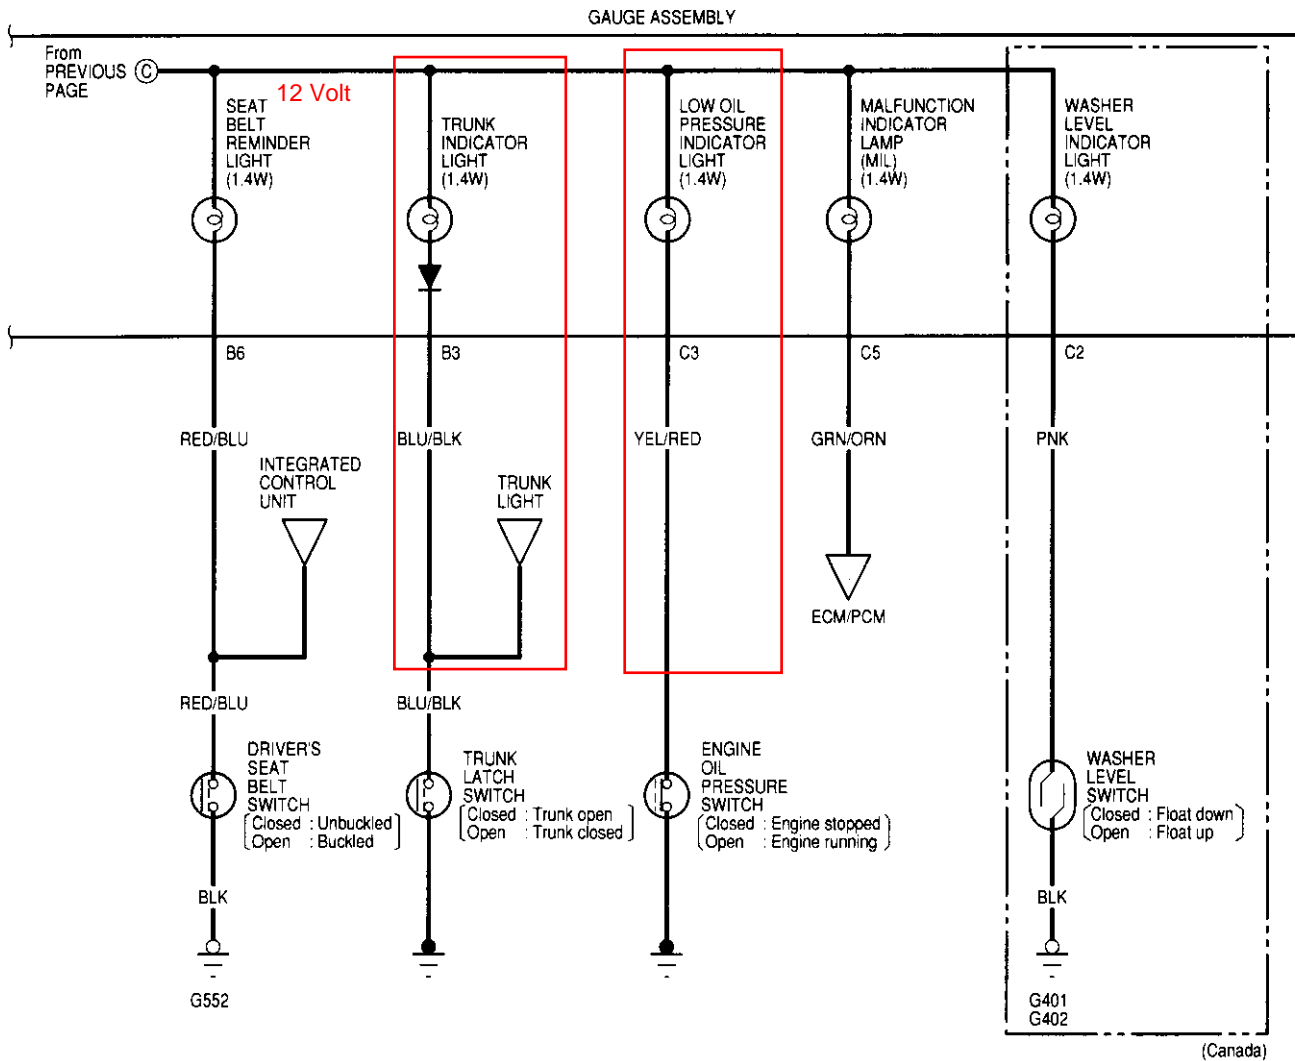 GAUGE ASSEMBLY
From
PREVIOUS
PAGE
C
12 Volt
SEAT
BELT
REMINDER
LIGHT
(1.4W)
TRUNK
INDICATOR
LIGHT
(1.4W)
LOW OIL
PRESSURE
INDICATOR
LIGHT
(1.4W)
MALFUNCTION
INDICATOR
LAMP
(MIL)
(1.4W)
WASHER
LEVEL
INDICATOR
LIGHT
(1.4W)
B6
B3
C3
C5
C2
RED/BLU
BLU/BLK
YEL/RED
GRN/ORN
PNK
INTEGRATED
CONTROL
UNIT
TRUNK
LIGHT
ECM/PCM
RED/BLU
BLU/BLK
DRIVER'S
SEAT
BELT
SWITCH
Closed : Unbuckled
Open : Buckled
TRUNK
LATCH
SWITCH
Closed : Trunk open
Open : Trunk closed
ENGINE
OIL
PRESSURE
SWITCH
Closed : Engine stopped
Open : Engine running
WASHER
LEVEL
SWITCH
Closed : Float down
Open : Float up
BLK
BLK
G552
G401
G402
(Canada)